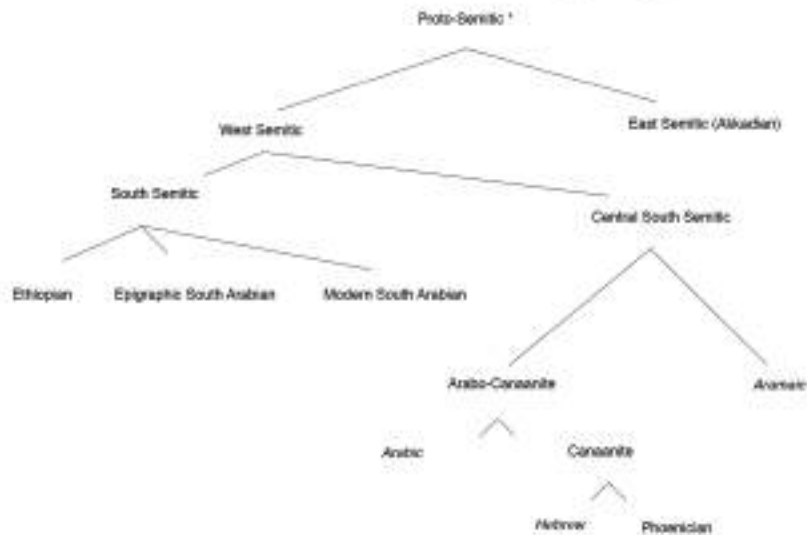 Proto-Semitic *
West Semitic
East Semitic (Akkadian)
South Semitic
Central South Semitic
Ethiopian
Epigraphic South Arabian
Modern South Arabian
Arabo-Canaanite
Aramaic
Arabic
Canaanite
Hebrew
Phoenician